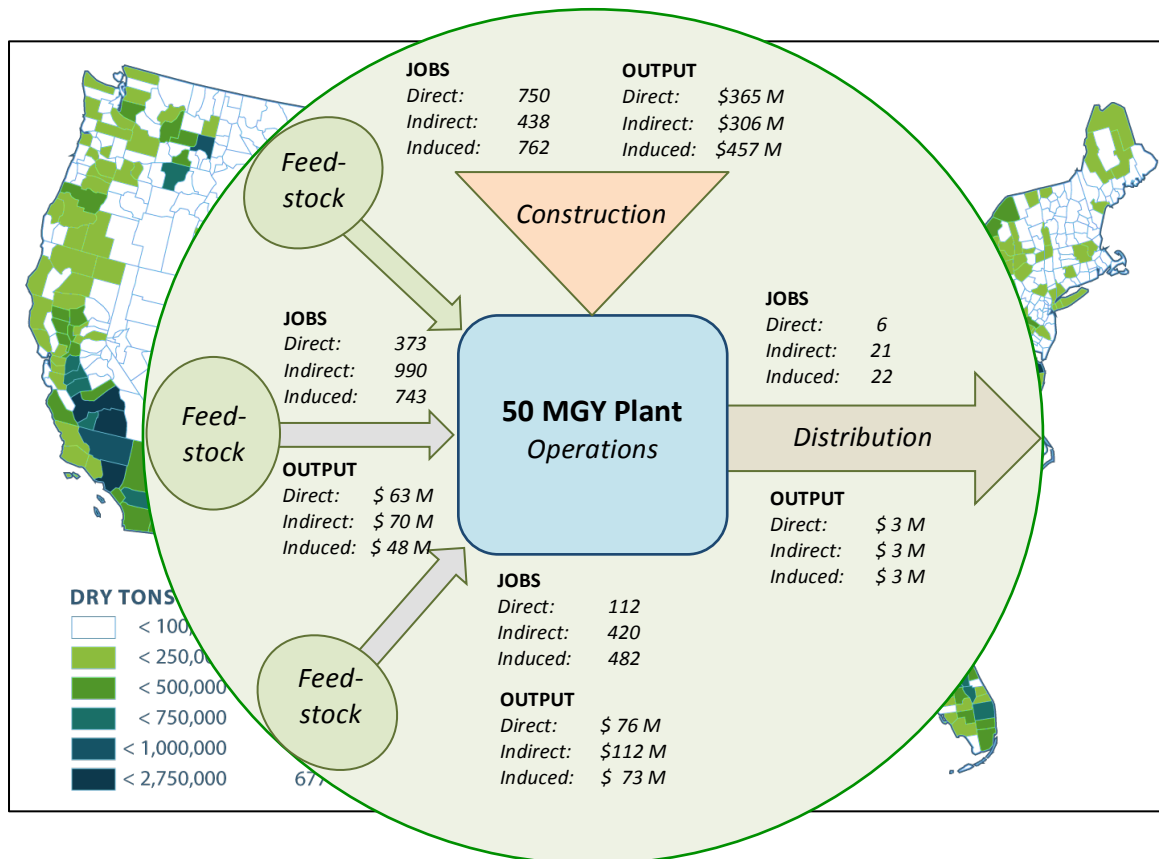 JOBS
Direct: 750
Indirect: 438
Induced: 762
OUTPUT
Direct: $365 M
Indirect: $306 M
Induced: $457 M
Feed-
stock
Construction
JOBS
Direct: 373
Indirect: 990
Induced: 743
JOBS
Direct: 6
Indirect: 21
Induced: 22
Feed-
stock
50 MGY Plant
Operations
Distribution
OUTPUT
Direct: $ 63 M
Indirect: $ 70 M
Induced: $ 48 M
OUTPUT
Direct: $ 3 M
Indirect: $ 3 M
Induced: $ 3 M
JOBS
Direct: 112
Indirect: 420
Induced: 482
Feed-
stock
OUTPUT
Direct: $ 76 M
Indirect: $112 M
Induced: $ 73 M
DRY TONS
< 100,
< 250,0
< 500,000
< 750,000
< 1,000,000
< 2,750,000 677